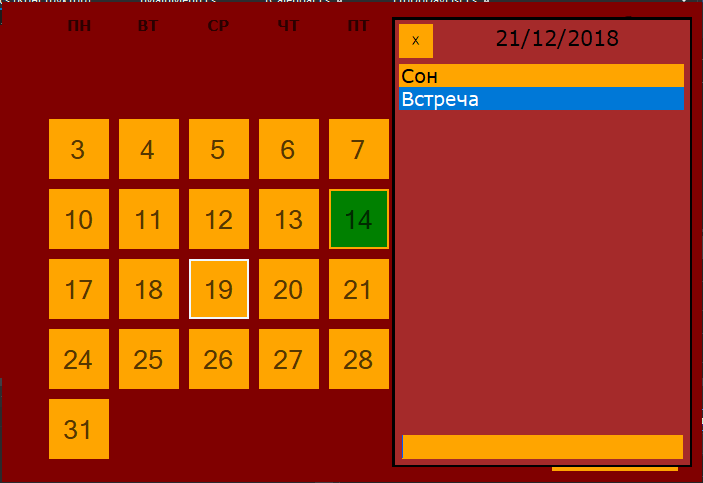 ПН ВТ СР ЧТ ПТ
x 21/12/2018
Сон
Встреча
3 4 5 6 7
10 11 12 13 14
17 18 19 20 21
24 25 26 27 28
31